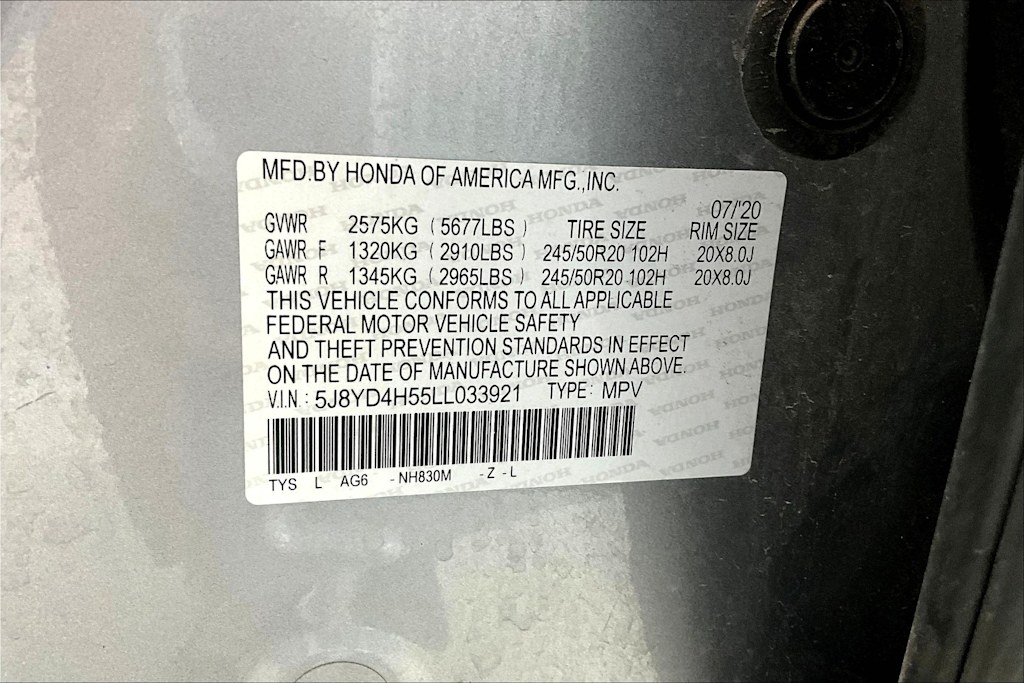 MFD.BY HONDA OF AMERICA MFG.,INC.
07/'20
GVWR 2575KG (5677LBS) TIRE SIZE RIM SIZE
GAWR F 1320KG (2910LBS) 245/50R20 102H 20X8.0J
GAWR R 1345KG (2965LBS) 245/50R20 102H 20X8.0J
THIS VEHICLE CONFORMS TO ALL APPLICABLE
FEDERAL MOTOR VEHICLE SAFETY
AND THEFT PREVENTION STANDARDS IN EFFECT
ON THE DATE OF MANUFACTURE SHOWN ABOVE.
V.I.N.: 5J8YD4H55LL033921 TYPE: MPV
TYS L AG6 -NH830M -Z -L